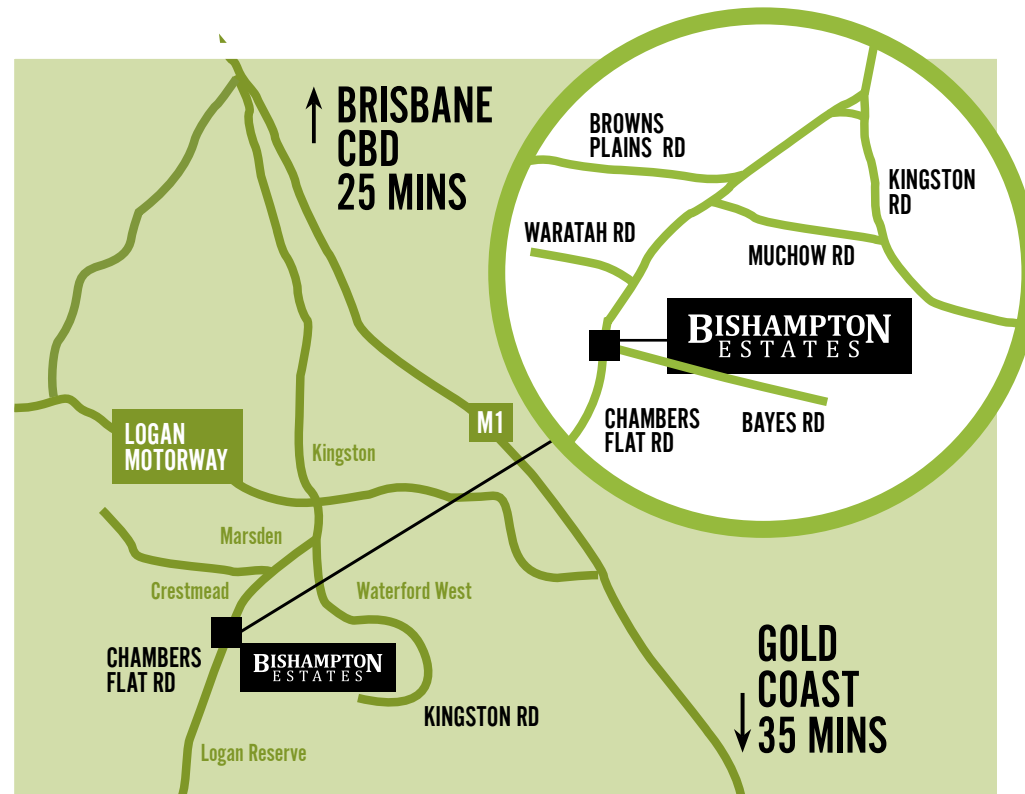 BRISBANE
CBD
25 MINS
BROWNS
PLAINS RD
KINGSTON
RD
WARATAH RD
MUCHOW RD
BISHAMPTON
ESTATES
CHAMBERS
FLAT RD
BAYES RD
M1
LOGAN
MOTORWAY
Kingston
Marsden
Crestmead
Waterford West
CHAMBERS
FLAT RD
BISHAMPTON
ESTATES
KINGSTON RD
Logan Reserve
GOLD
COAST
35 MINS